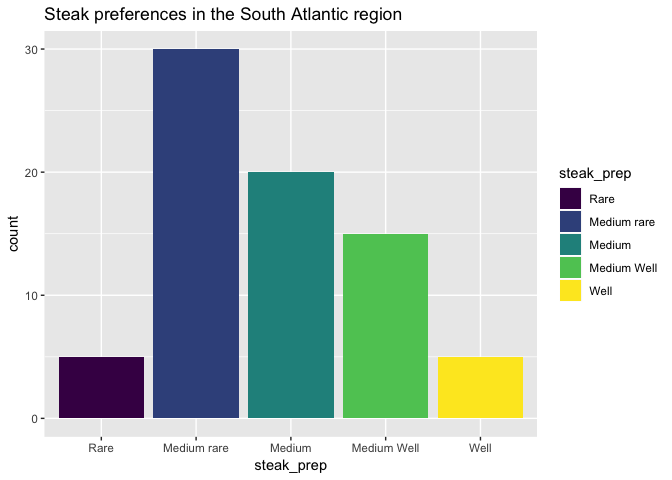 Steak preferences in the South Atlantic region
30
20
10
0
count
Rare Medium rare Medium Medium Well Well
steak_prep
steak_prep
Rare
Medium rare
Medium
Medium Well
Well